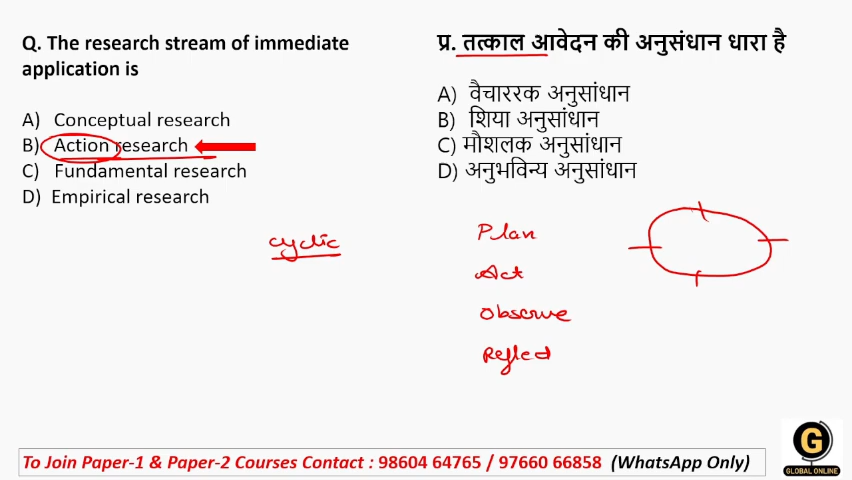 Q. The research stream of immediate
application is
A) Conceptual research
B) Action research
C) Fundamental research
D) Empirical research
प्र. तत्काल आवेदन की अनुसंधान धारा है
A) वैचाररक अनुसांधान
B) शिया अनुसांधान
C) मौशलक अनुसांधान
D) अनुभविन्य अनुसांधान
cyclic
Plan
Act
Observe
Reflect
G
GLOBAL ONLINE
To Join Paper-1 & Paper-2 Courses Contact : 98604 64765 / 97660 66858 (WhatsApp Only)